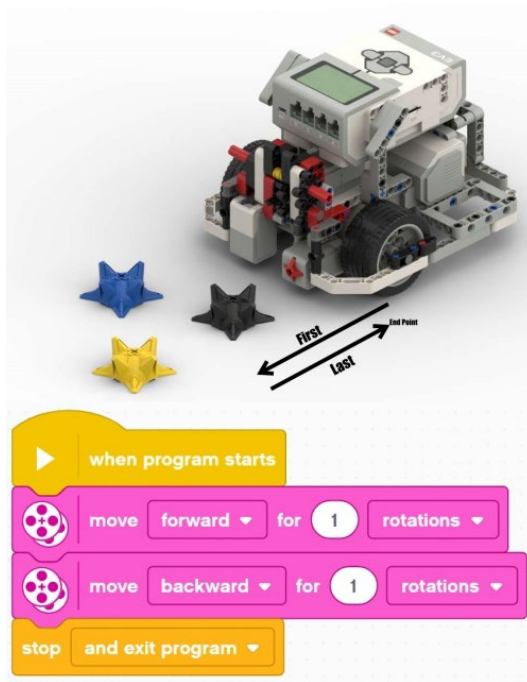 EV3
First
End Point
Last
when program starts
move forward for 1 rotations
move backward for 1 rotations
stop and exit program